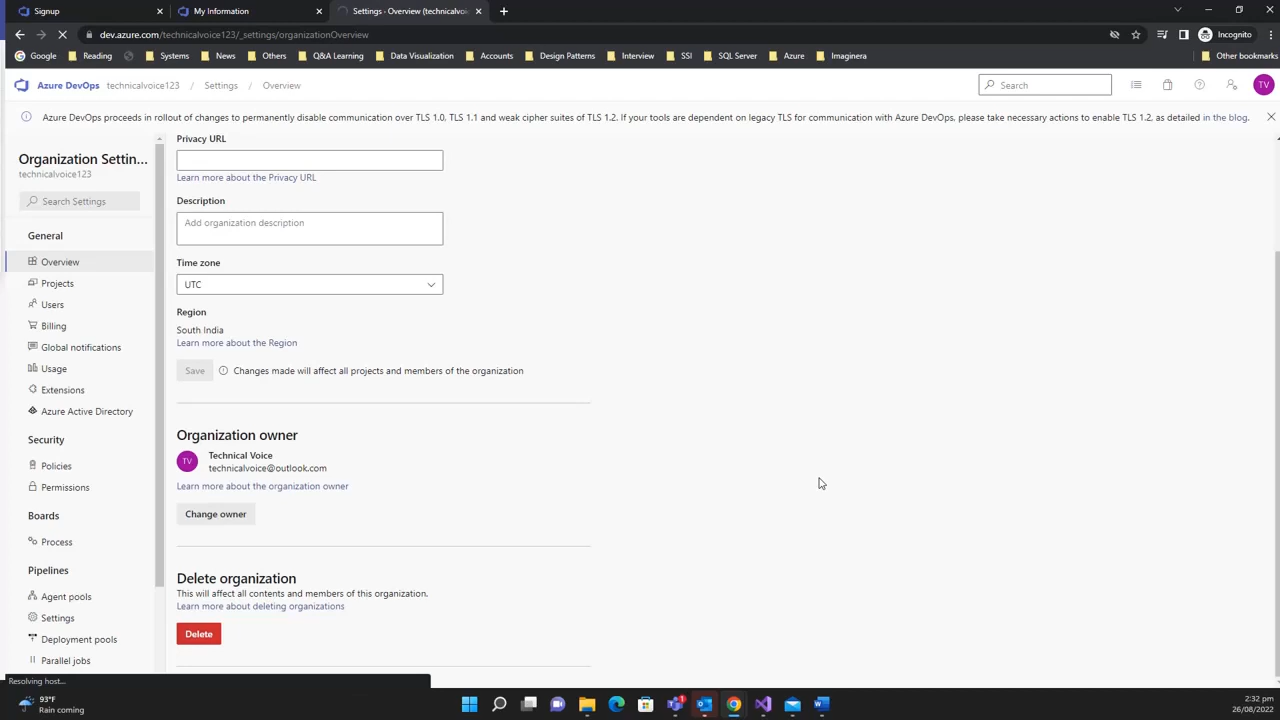 Signup
My Information
Settings - Overview (technicalvoi
dev.azure.com/technicalvoice123/_settings/organizationOverview
Incognito
Google
Reading
Systems
News
Others
Q&A Learning
Data Visualization
Accounts
Design Patterns
Interview
SSI
SQL Server
Azure
Imaginera
Other bookmarks
Azure DevOps
technicalvoice123
/
Settings
/
Overview
Search
TV
Azure DevOps proceeds in rollout of changes to permanently disable communication over TLS 1.0, TLS 1.1 and weak cipher suites of TLS 1.2. If your tools are dependent on legacy TLS for communication with Azure DevOps, please take necessary actions to enable TLS 1.2, as detailed in the blog.
Organization Settin...
technicalvoice123
Search Settings
General
Overview
Projects
Users
Billing
Global notifications
Usage
Extensions
Azure Active Directory
Security
Policies
Permissions
Boards
Process
Pipelines
Agent pools
Settings
Deployment pools
Parallel jobs
Privacy URL
Learn more about the Privacy URL
Description
Add organization description
Time zone
UTC
Region
South India
Learn more about the Region
Save
Changes made will affect all projects and members of the organization
Organization owner
TV
Technical Voice
technicalvoice@outlook.com
Learn more about the organization owner
Change owner
Delete organization
This will affect all contents and members of this organization.
Learn more about deleting organizations
Delete
Resolving host...
93°F
Rain coming
2:32 pm
26/08/2022